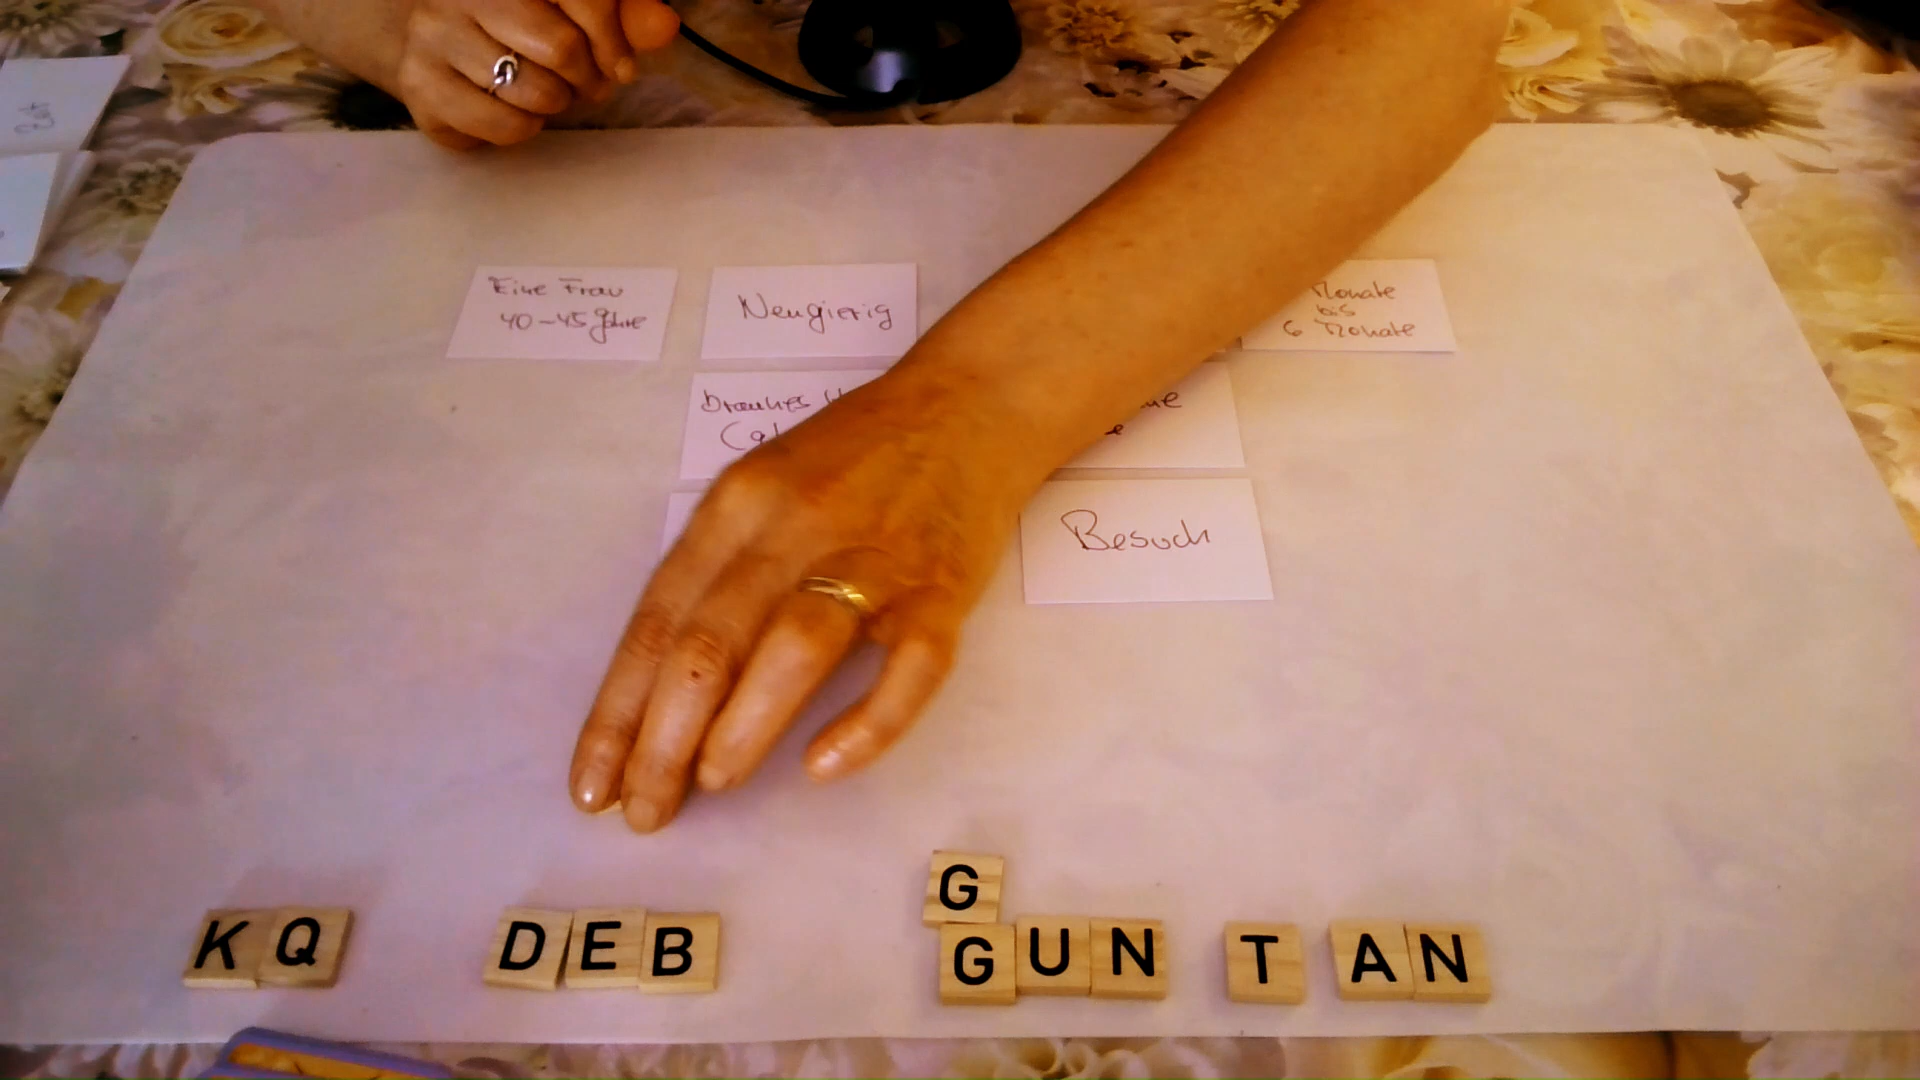 Eine Frau
40-45 Jahre
Neugierig
Monate
bis
6 Monate
Besuch
G
KQ DEB GUN T AN